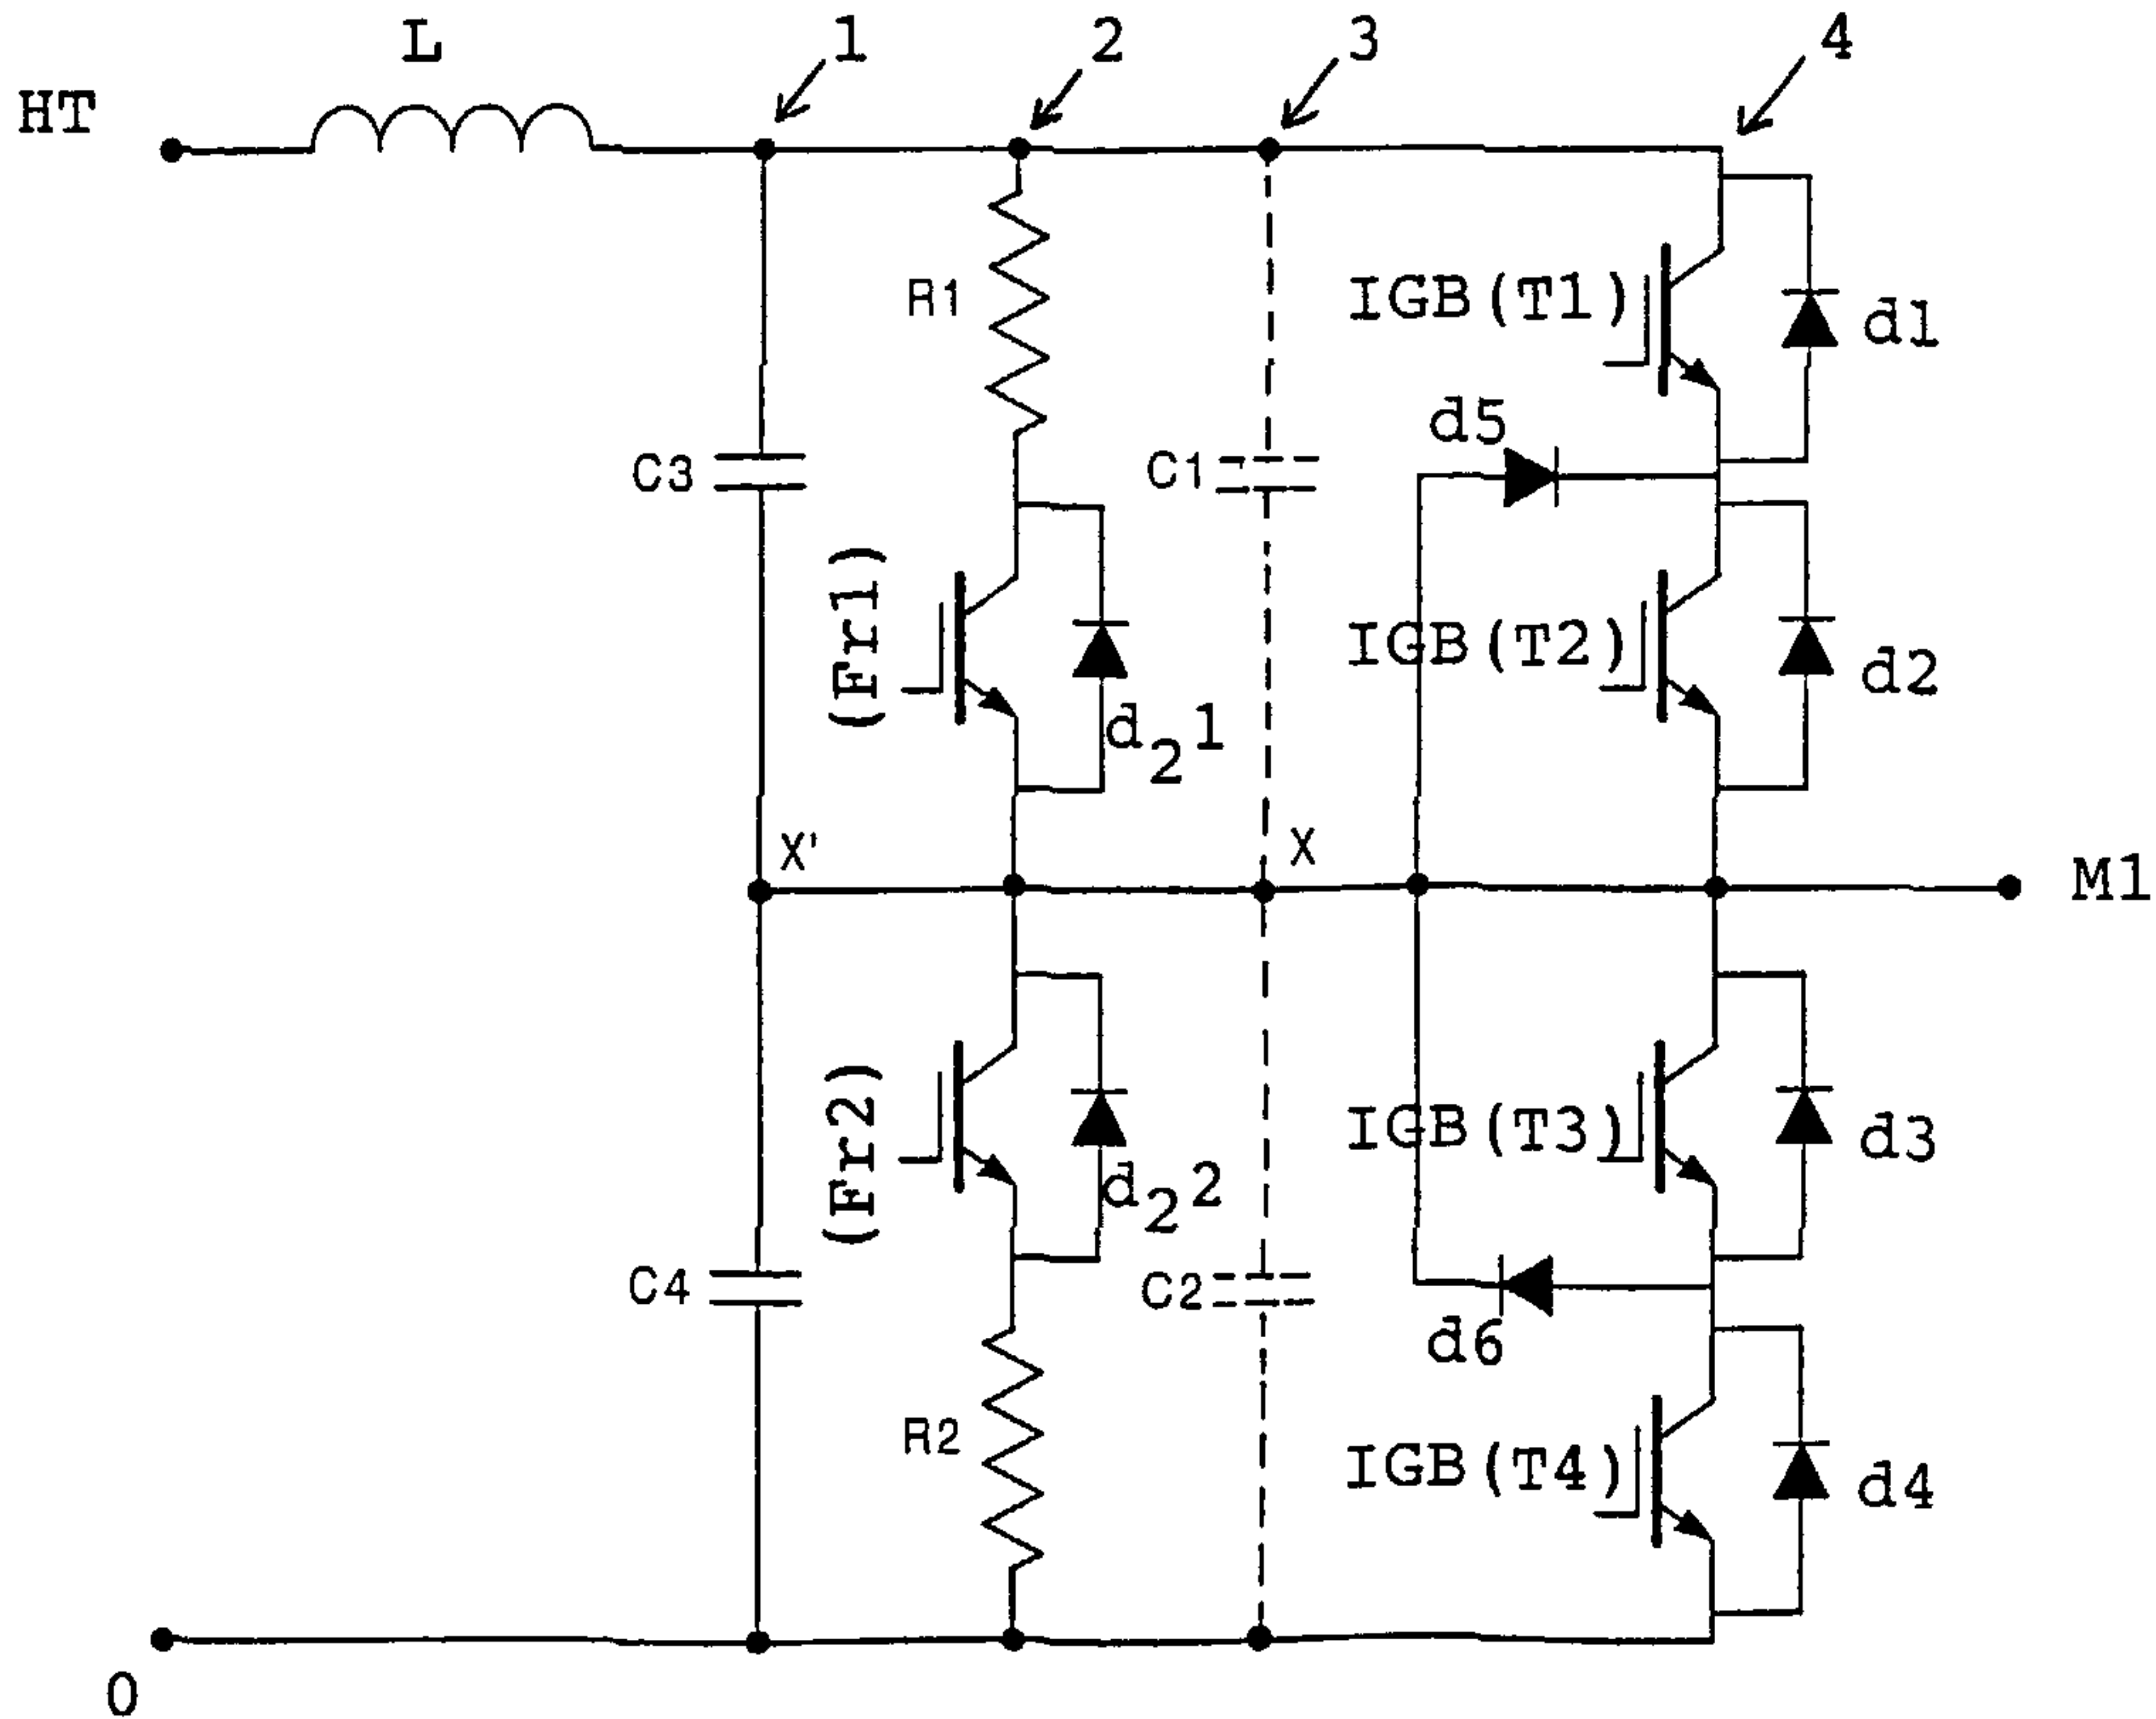 L
1
2
3
4
HT
R1
IGB(T1)
d1
d5
C3
C1
(Fr1)
IGB(T2)
d2
d₂1
X'
X
M1
(Fr2)
IGB(T3)
d3
d₂2
C4
C2
d6
R2
IGB(T4)
d4
0